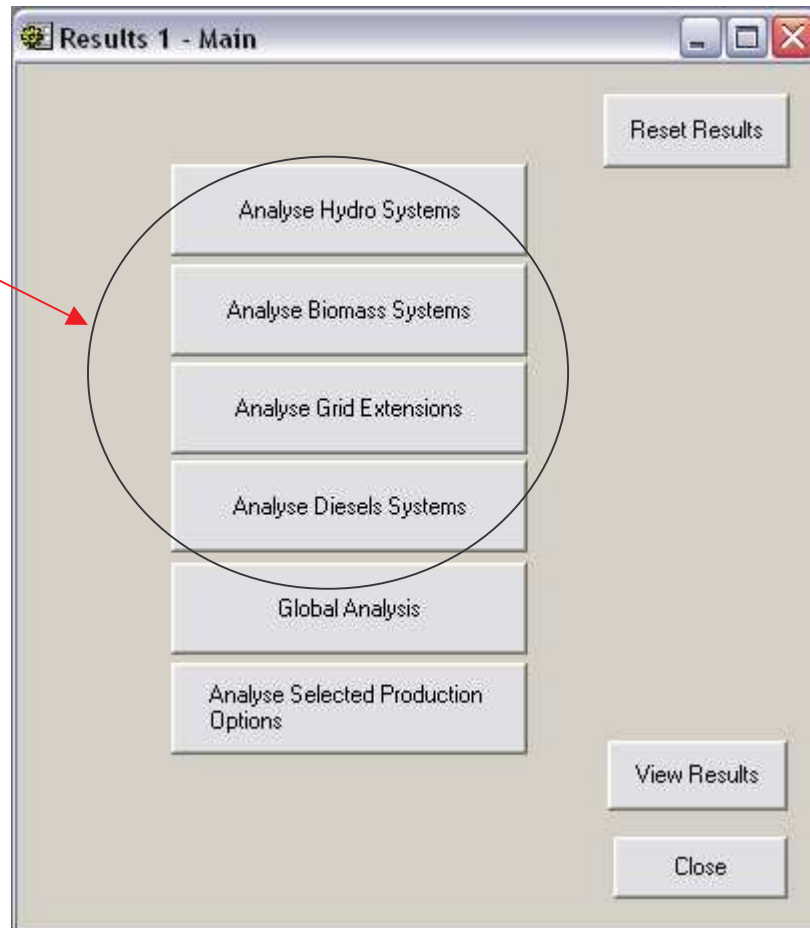 Results 1 - Main
Reset Results
Analyse Hydro Systems
Analyse Biomass Systems
Analyse Grid Extensions
Analyse Diesels Systems
Global Analysis
Analyse Selected Production
Options
View Results
Close